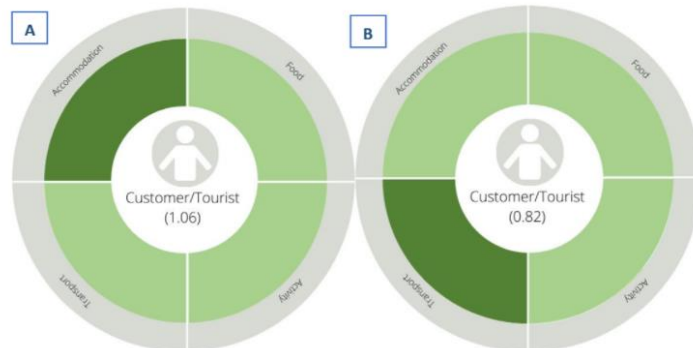 A
Accommodation
Food
Customer/Tourist
(1.06)
Transport
Activity
B
Accommodation
Food
Customer/Tourist
(0.82)
Transport
Activity